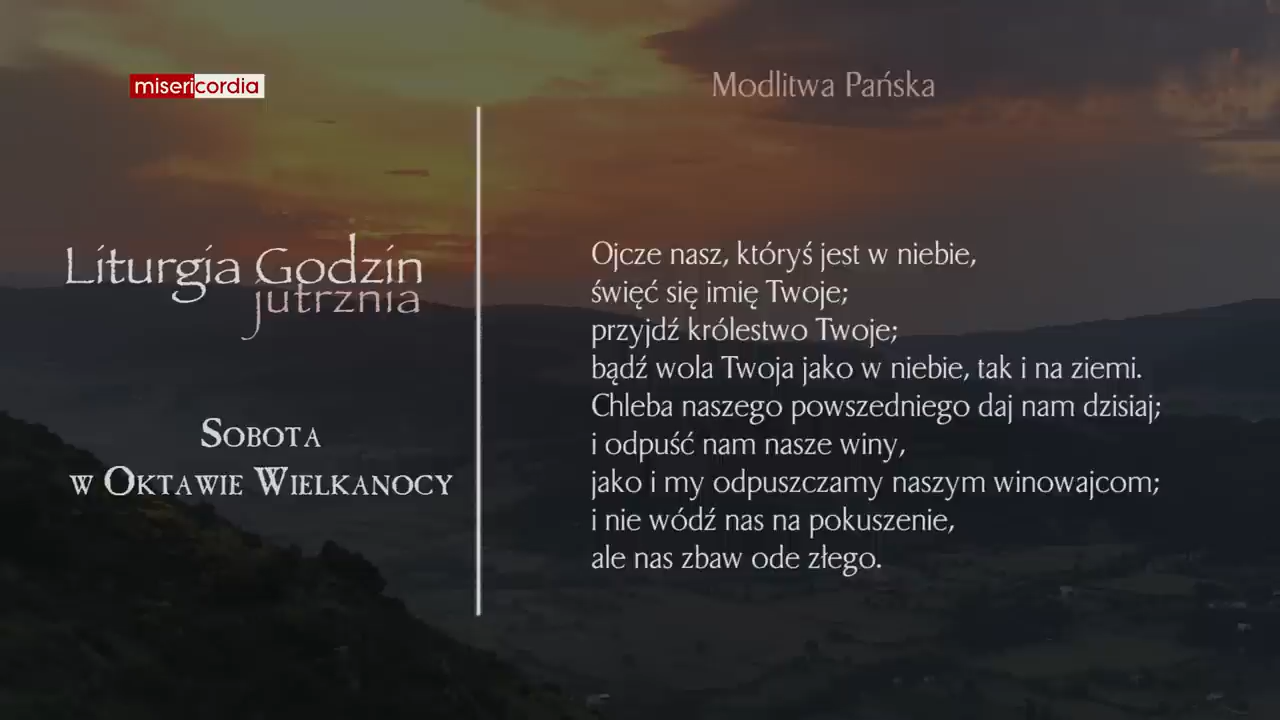 misericordia
Modlitwa Pańska
Liturgia Godzin
jutrznia
Sobota
w Oktawie Wielkanocy
Ojcze nasz, któryś jest w niebie,
święć się imię Twoje;
przyjdź królestwo Twoje;
bądź wola Twoja jako w niebie, tak i na ziemi.
Chleba naszego powszedniego daj nam dzisiaj;
i odpuść nam nasze winy,
jako i my odpuszczamy naszym winowajcom;
i nie wódź nas na pokuszenie,
ale nas zbaw ode złego.